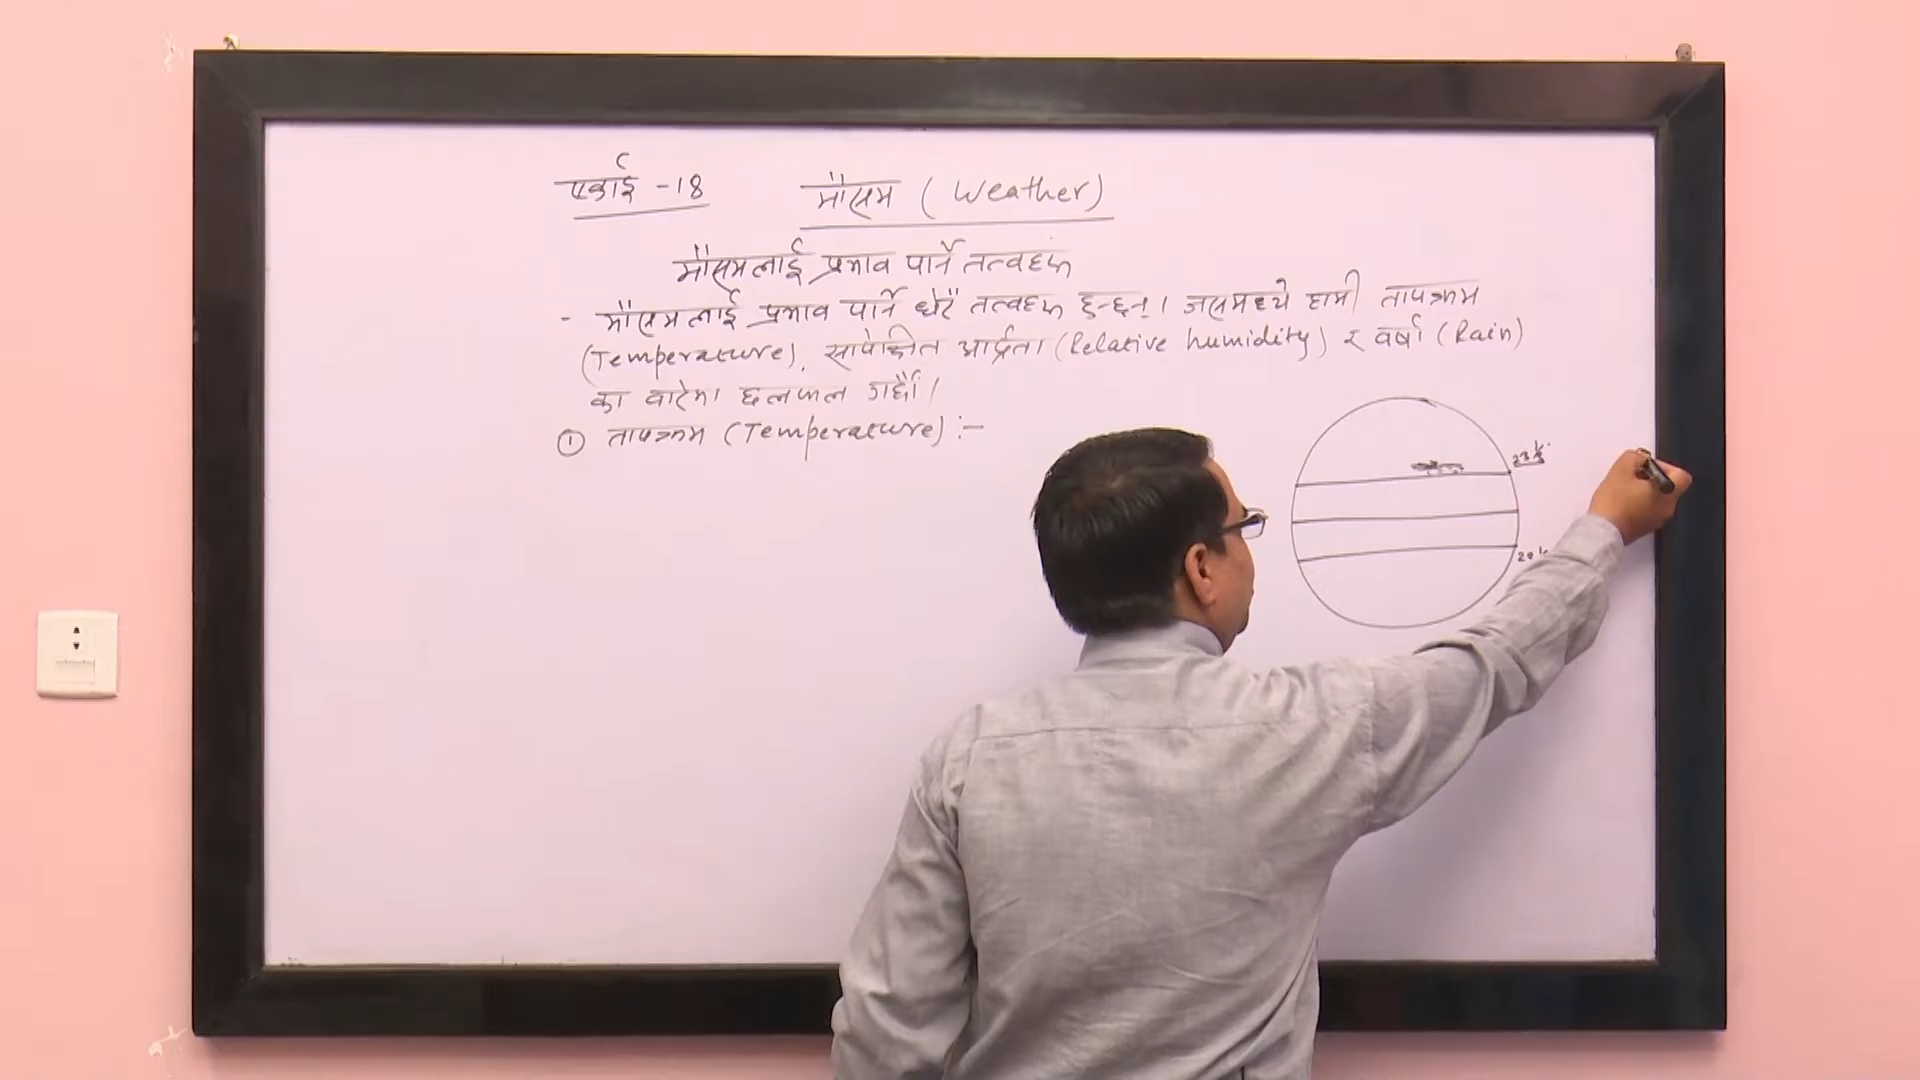 एकाई -18
मौसम (Weather)
मौसमलाई प्रभाव पार्ने तत्वहरू
- मौसमलाई प्रभाव पार्ने धेरै तत्वहरू हुन्छन्। जसमध्ये हामी तापक्रम
(Temperature), सापेक्षित आर्द्रता (Relative humidity) र वर्षा (Rain)
का बारेमा छलफल गर्छौं।
① तापक्रम (Temperature) :-